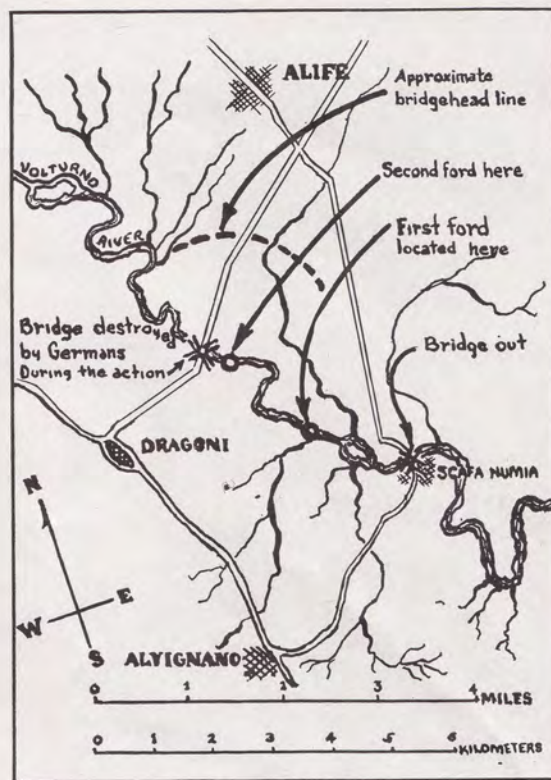 ALIFE
Approximate
bridgehead line
VOLTURNO
RIVER
Second ford here
First ford
located here
Bridge destroyed
by Germans
During the action
Bridge out
DRAGONI
SCAFA NUMIA
N
W
E
S
ALVIGNANO
0 1 2 3 4 MILES
0 1 2 3 4 5 6 KILOMETERS